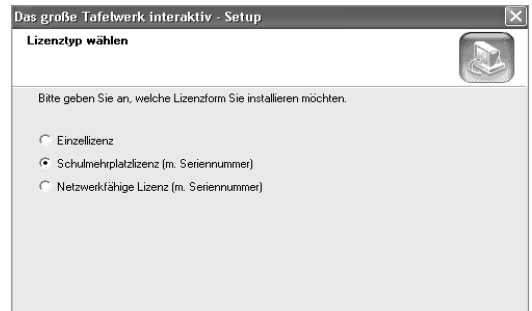 Das große Tafelwerk interaktiv - Setup
Lizenztyp wählen
Bitte geben Sie an, welche Lizenzform Sie installieren möchten.
Einzellizenz
Schulmehrplatzlizenz (m. Seriennummer)
Netzwerkfähige Lizenz (m. Seriennummer)